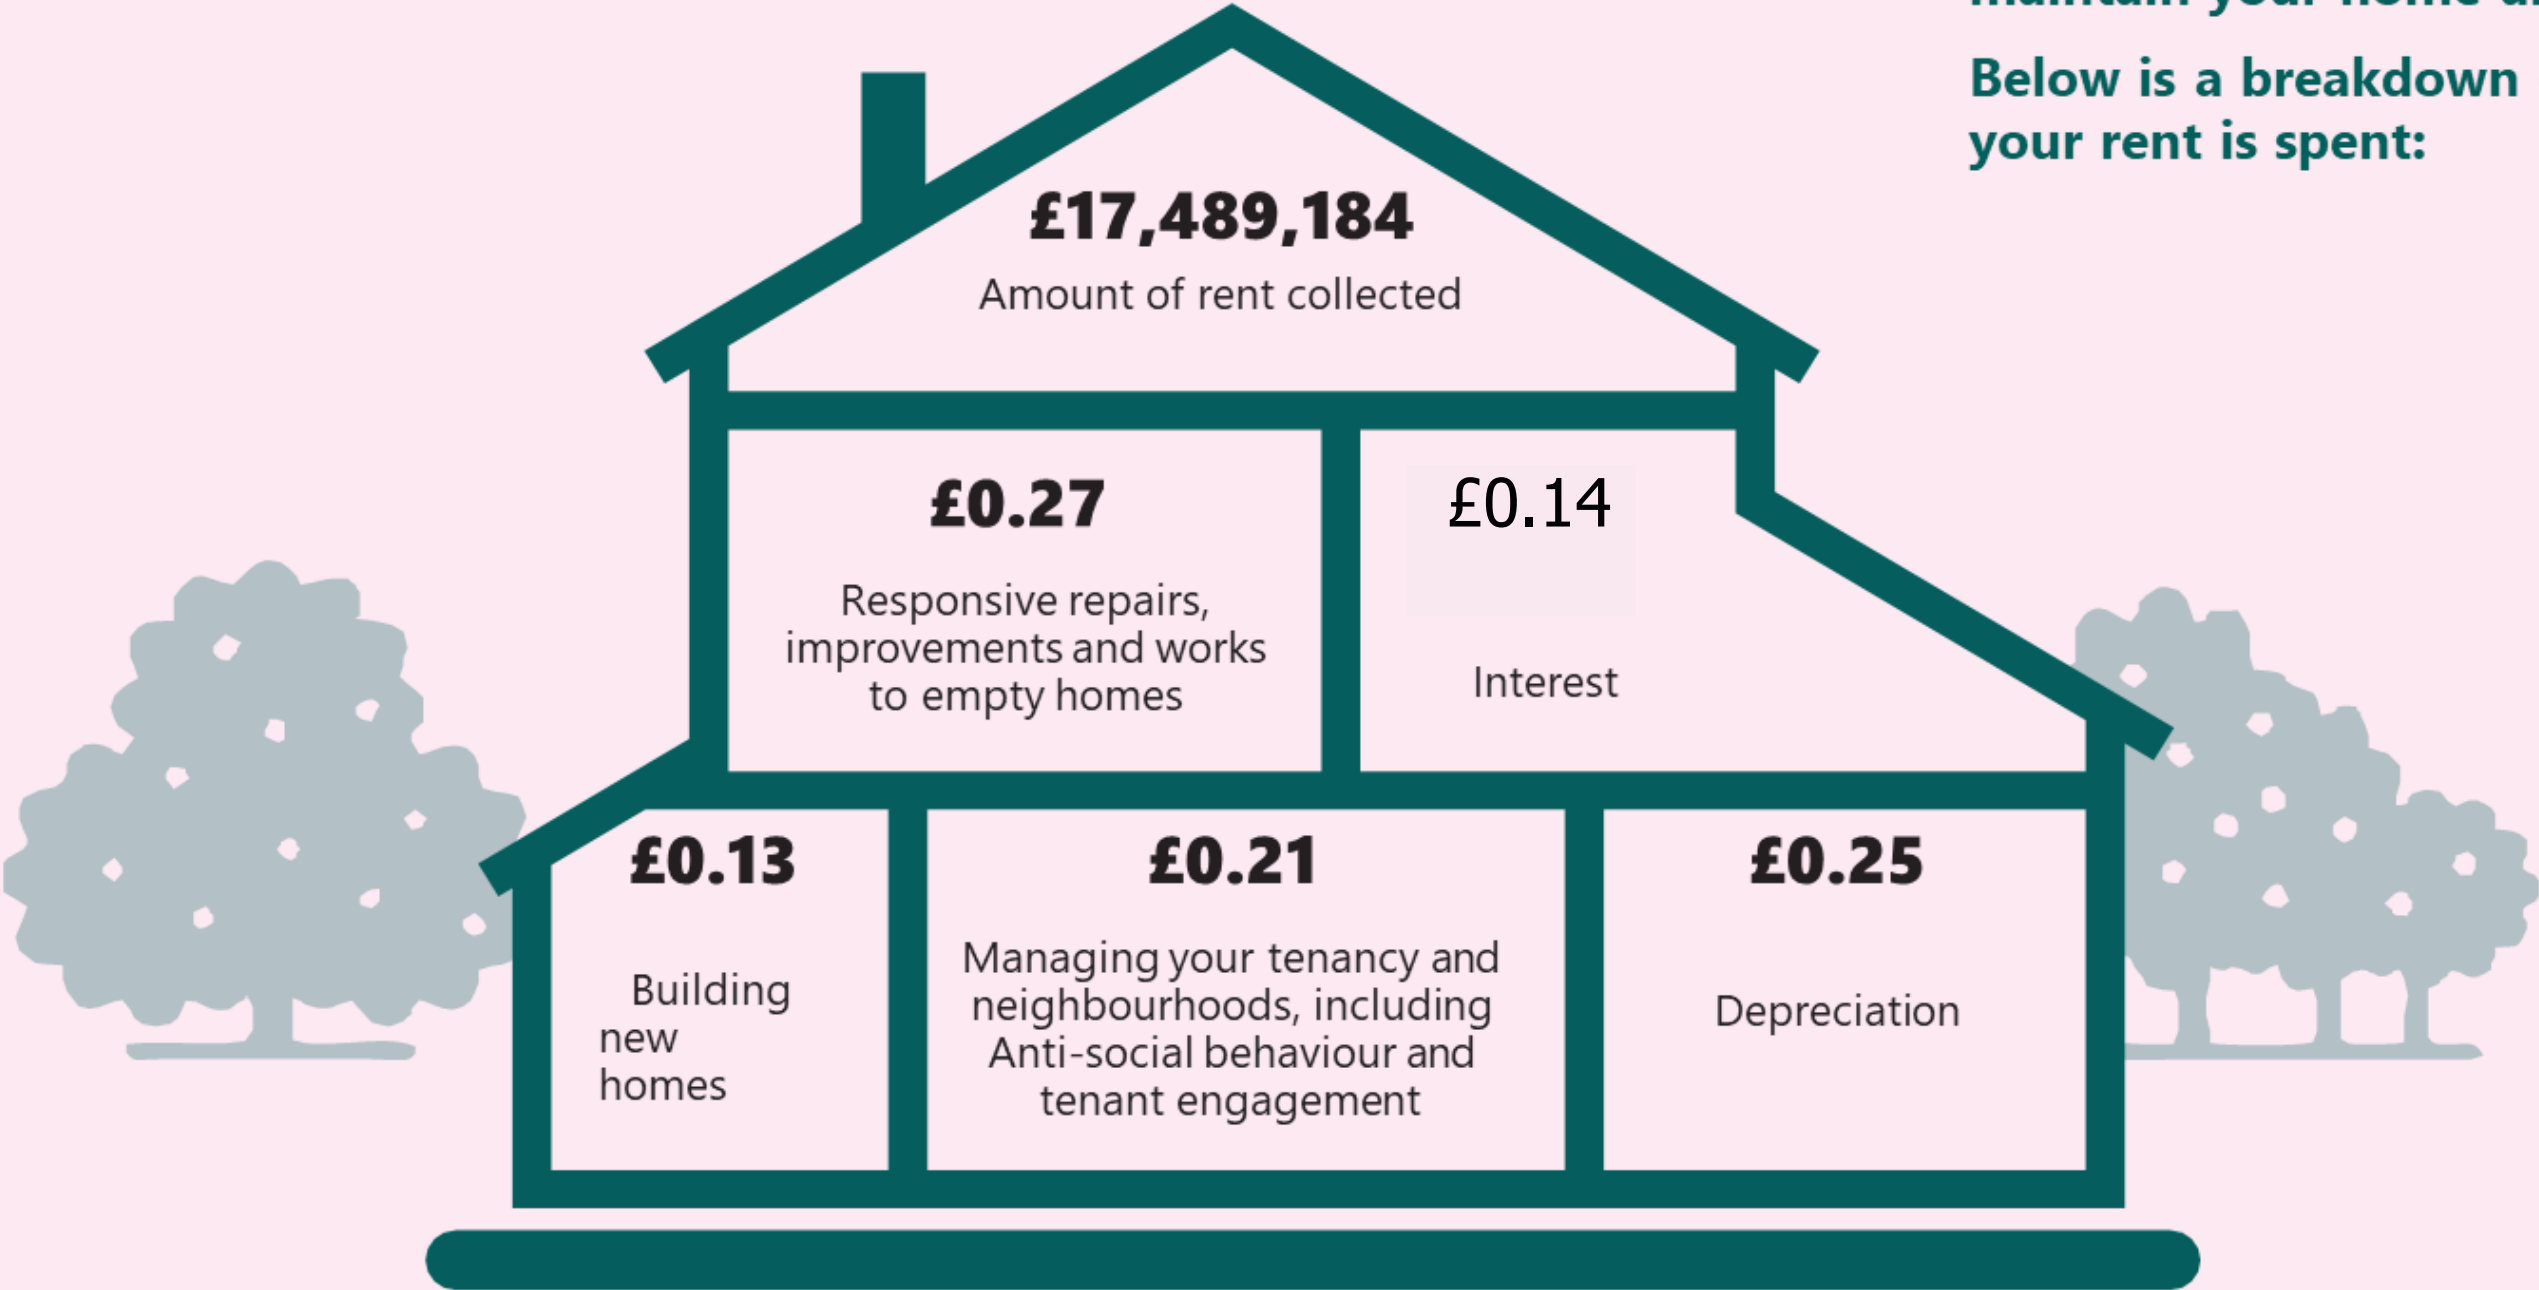 Below is a breakdown
your rent is spent:
£17,489,184
Amount of rent collected
£0.27
Responsive repairs,
improvements and works
to empty homes
£0.14
Interest
£0.13
Building
new
homes
£0.21
Managing your tenancy and
neighbourhoods, including
Anti-social behaviour and
tenant engagement
£0.25
Depreciation